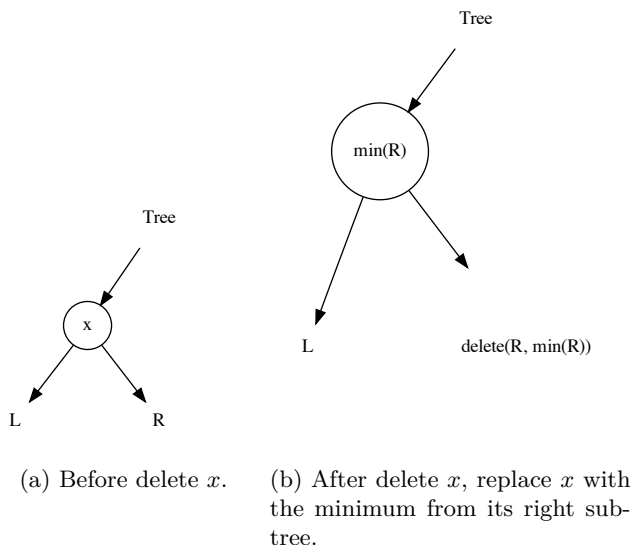 Tree
x
L
R
(a) Before delete x.
Tree
min(R)
L
delete(R, min(R))
(b) After delete x, replace x with
the minimum from its right sub-
tree.